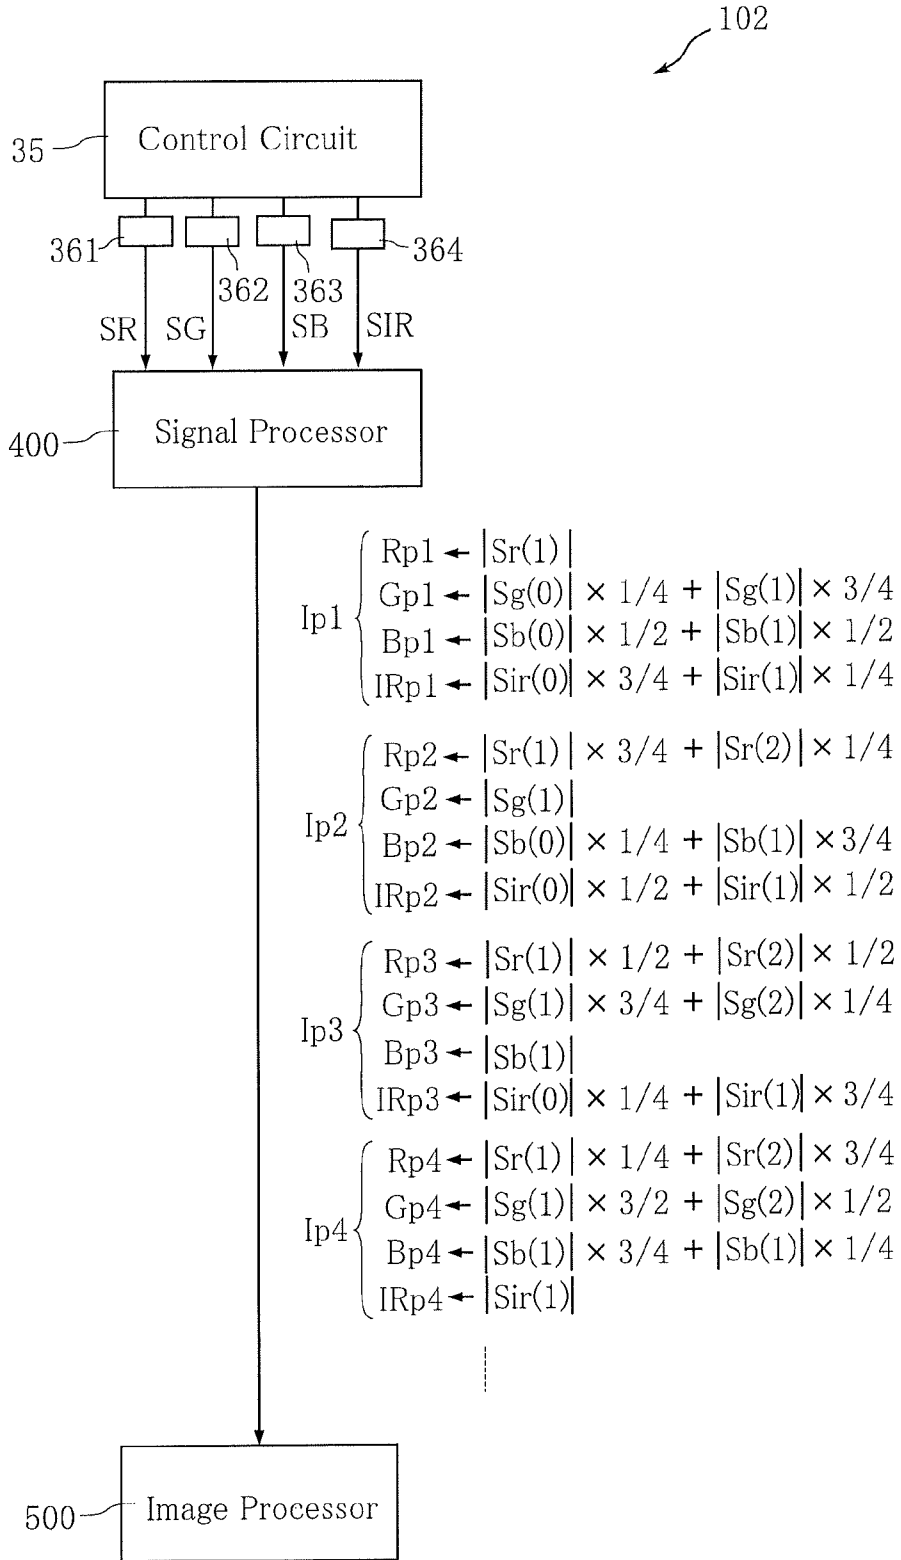 102
Control Circuit
35
361
362
363
364
SR
SG
SB
SIR
Signal Processor
400
Ip1
Rp1 ← |Sr(1)|
Gp1 ← |Sg(0)| × 1/4 + |Sg(1)| × 3/4
Bp1 ← |Sb(0)| × 1/2 + |Sb(1)| × 1/2
IRp1 ← |Sir(0)| × 3/4 + |Sir(1)| × 1/4
Ip2
Rp2 ← |Sr(1)| × 3/4 + |Sr(2)| × 1/4
Gp2 ← |Sg(1)|
Bp2 ← |Sb(0)| × 1/4 + |Sb(1)| × 3/4
IRp2 ← |Sir(0)| × 1/2 + |Sir(1)| × 1/2
Ip3
Rp3 ← |Sr(1)| × 1/2 + |Sr(2)| × 1/2
Gp3 ← |Sg(1)| × 3/4 + |Sg(2)| × 1/4
Bp3 ← |Sb(1)|
IRp3 ← |Sir(0)| × 1/4 + |Sir(1)| × 3/4
Ip4
Rp4 ← |Sr(1)| × 1/4 + |Sr(2)| × 3/4
Gp4 ← |Sg(1)| × 3/2 + |Sg(2)| × 1/2
Bp4 ← |Sb(1)| × 3/4 + |Sb(1)| × 1/4
IRp4 ← |Sir(1)|
Image Processor
500